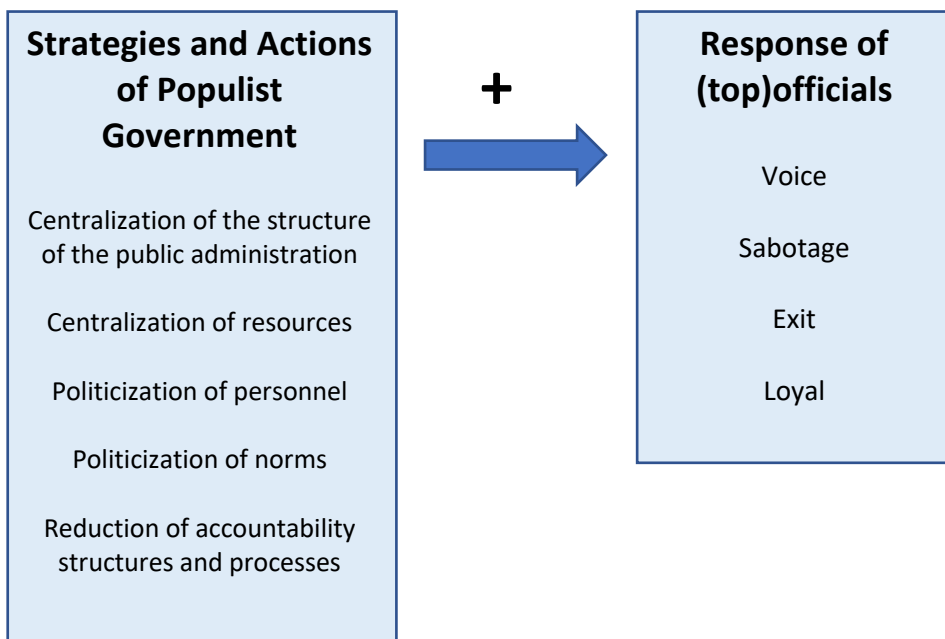 Strategies and Actions
of Populist
Government
Centralization of the structure
of the public administration
Centralization of resources
Politicization of personnel
Politicization of norms
Reduction of accountability
structures and processes
+
Response of
(top)officials
Voice
Sabotage
Exit
Loyal